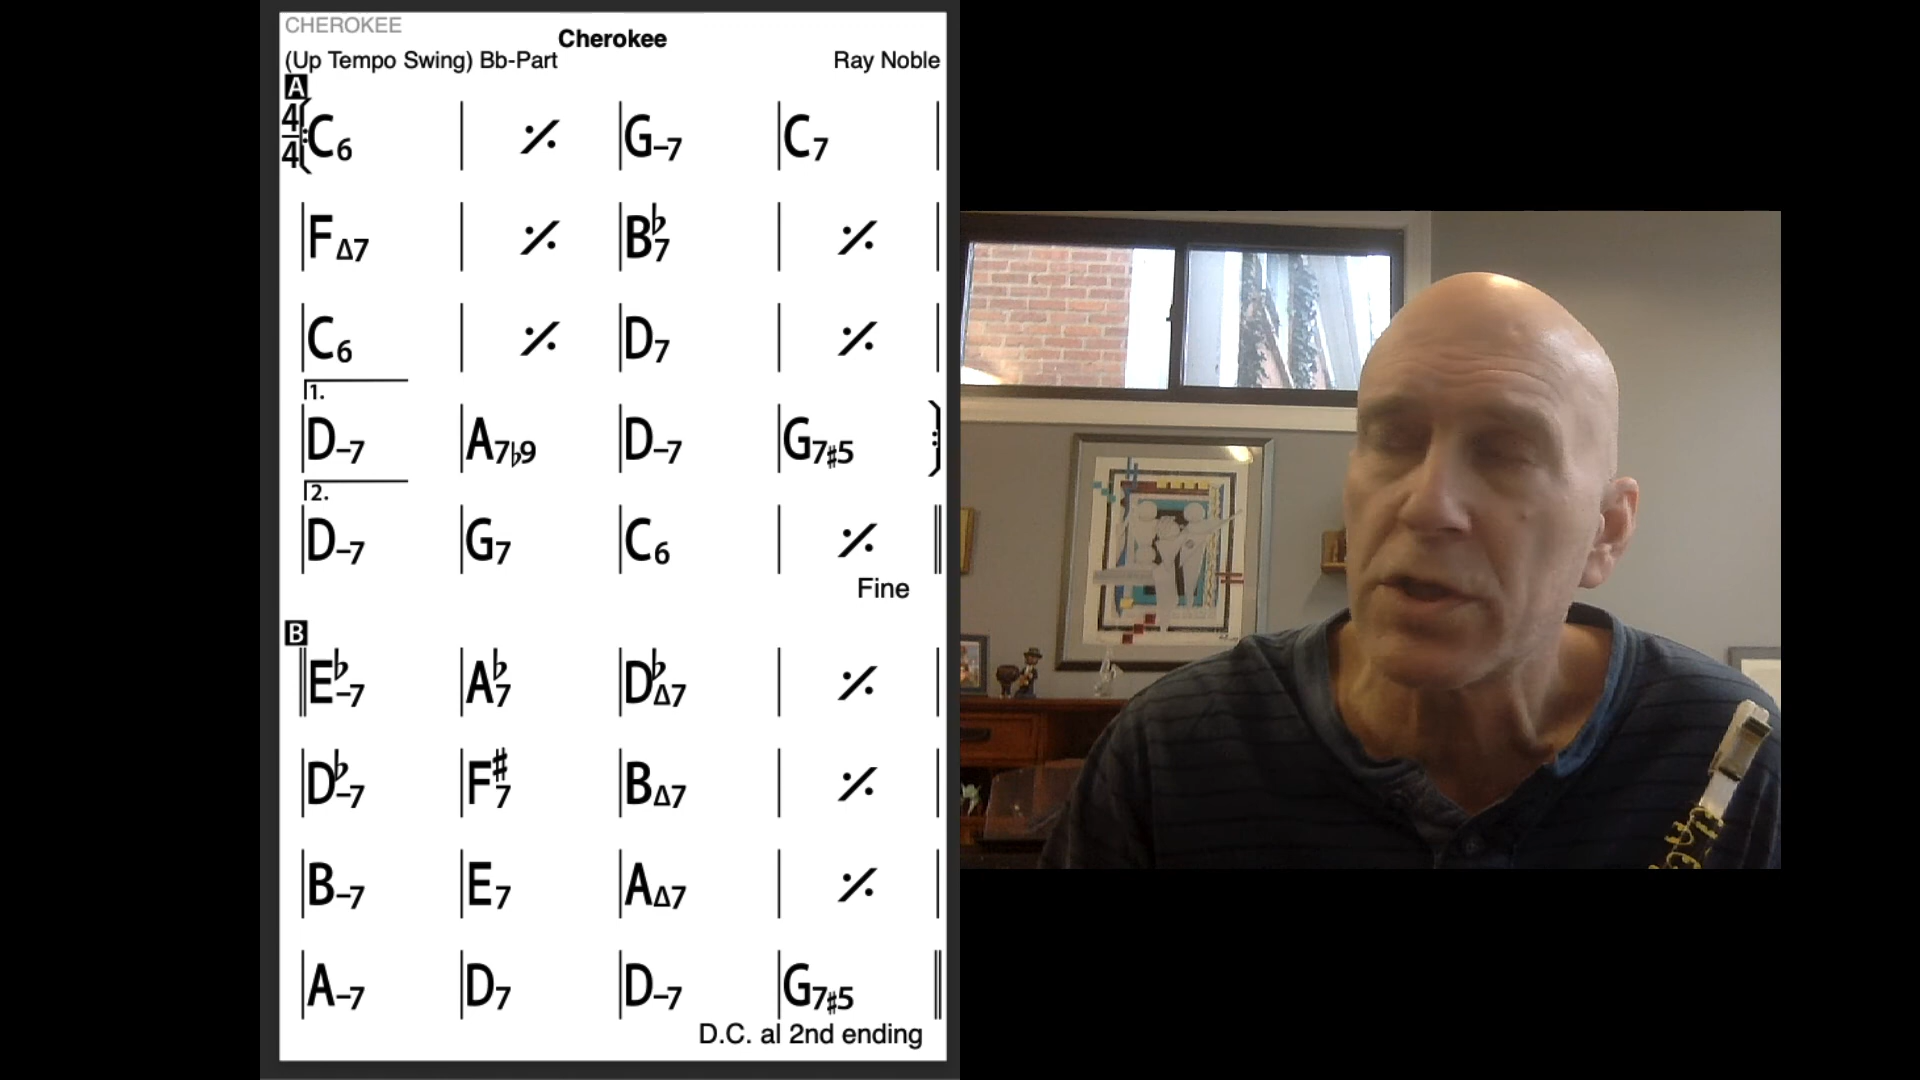 CHEROKEE
Cherokee
(Up Tempo Swing) Bb-Part Ray Noble
A
4/4 C6 | 𝄎 | G–7 | C7
FΔ7 | 𝄎 | B♭7 | 𝄎
C6 | 𝄎 | D7 | 𝄎
1.
D–7 | A7♭9 | D–7 | G7♯5
2.
D–7 | G7 | C6 | 𝄎
Fine
B
E♭–7 | A♭7 | D♭Δ7 | 𝄎
D♭–7 | F♯7 | BΔ7 | 𝄎
B–7 | E7 | AΔ7 | 𝄎
A–7 | D7 | D–7 | G7♯5
D.C. al 2nd ending